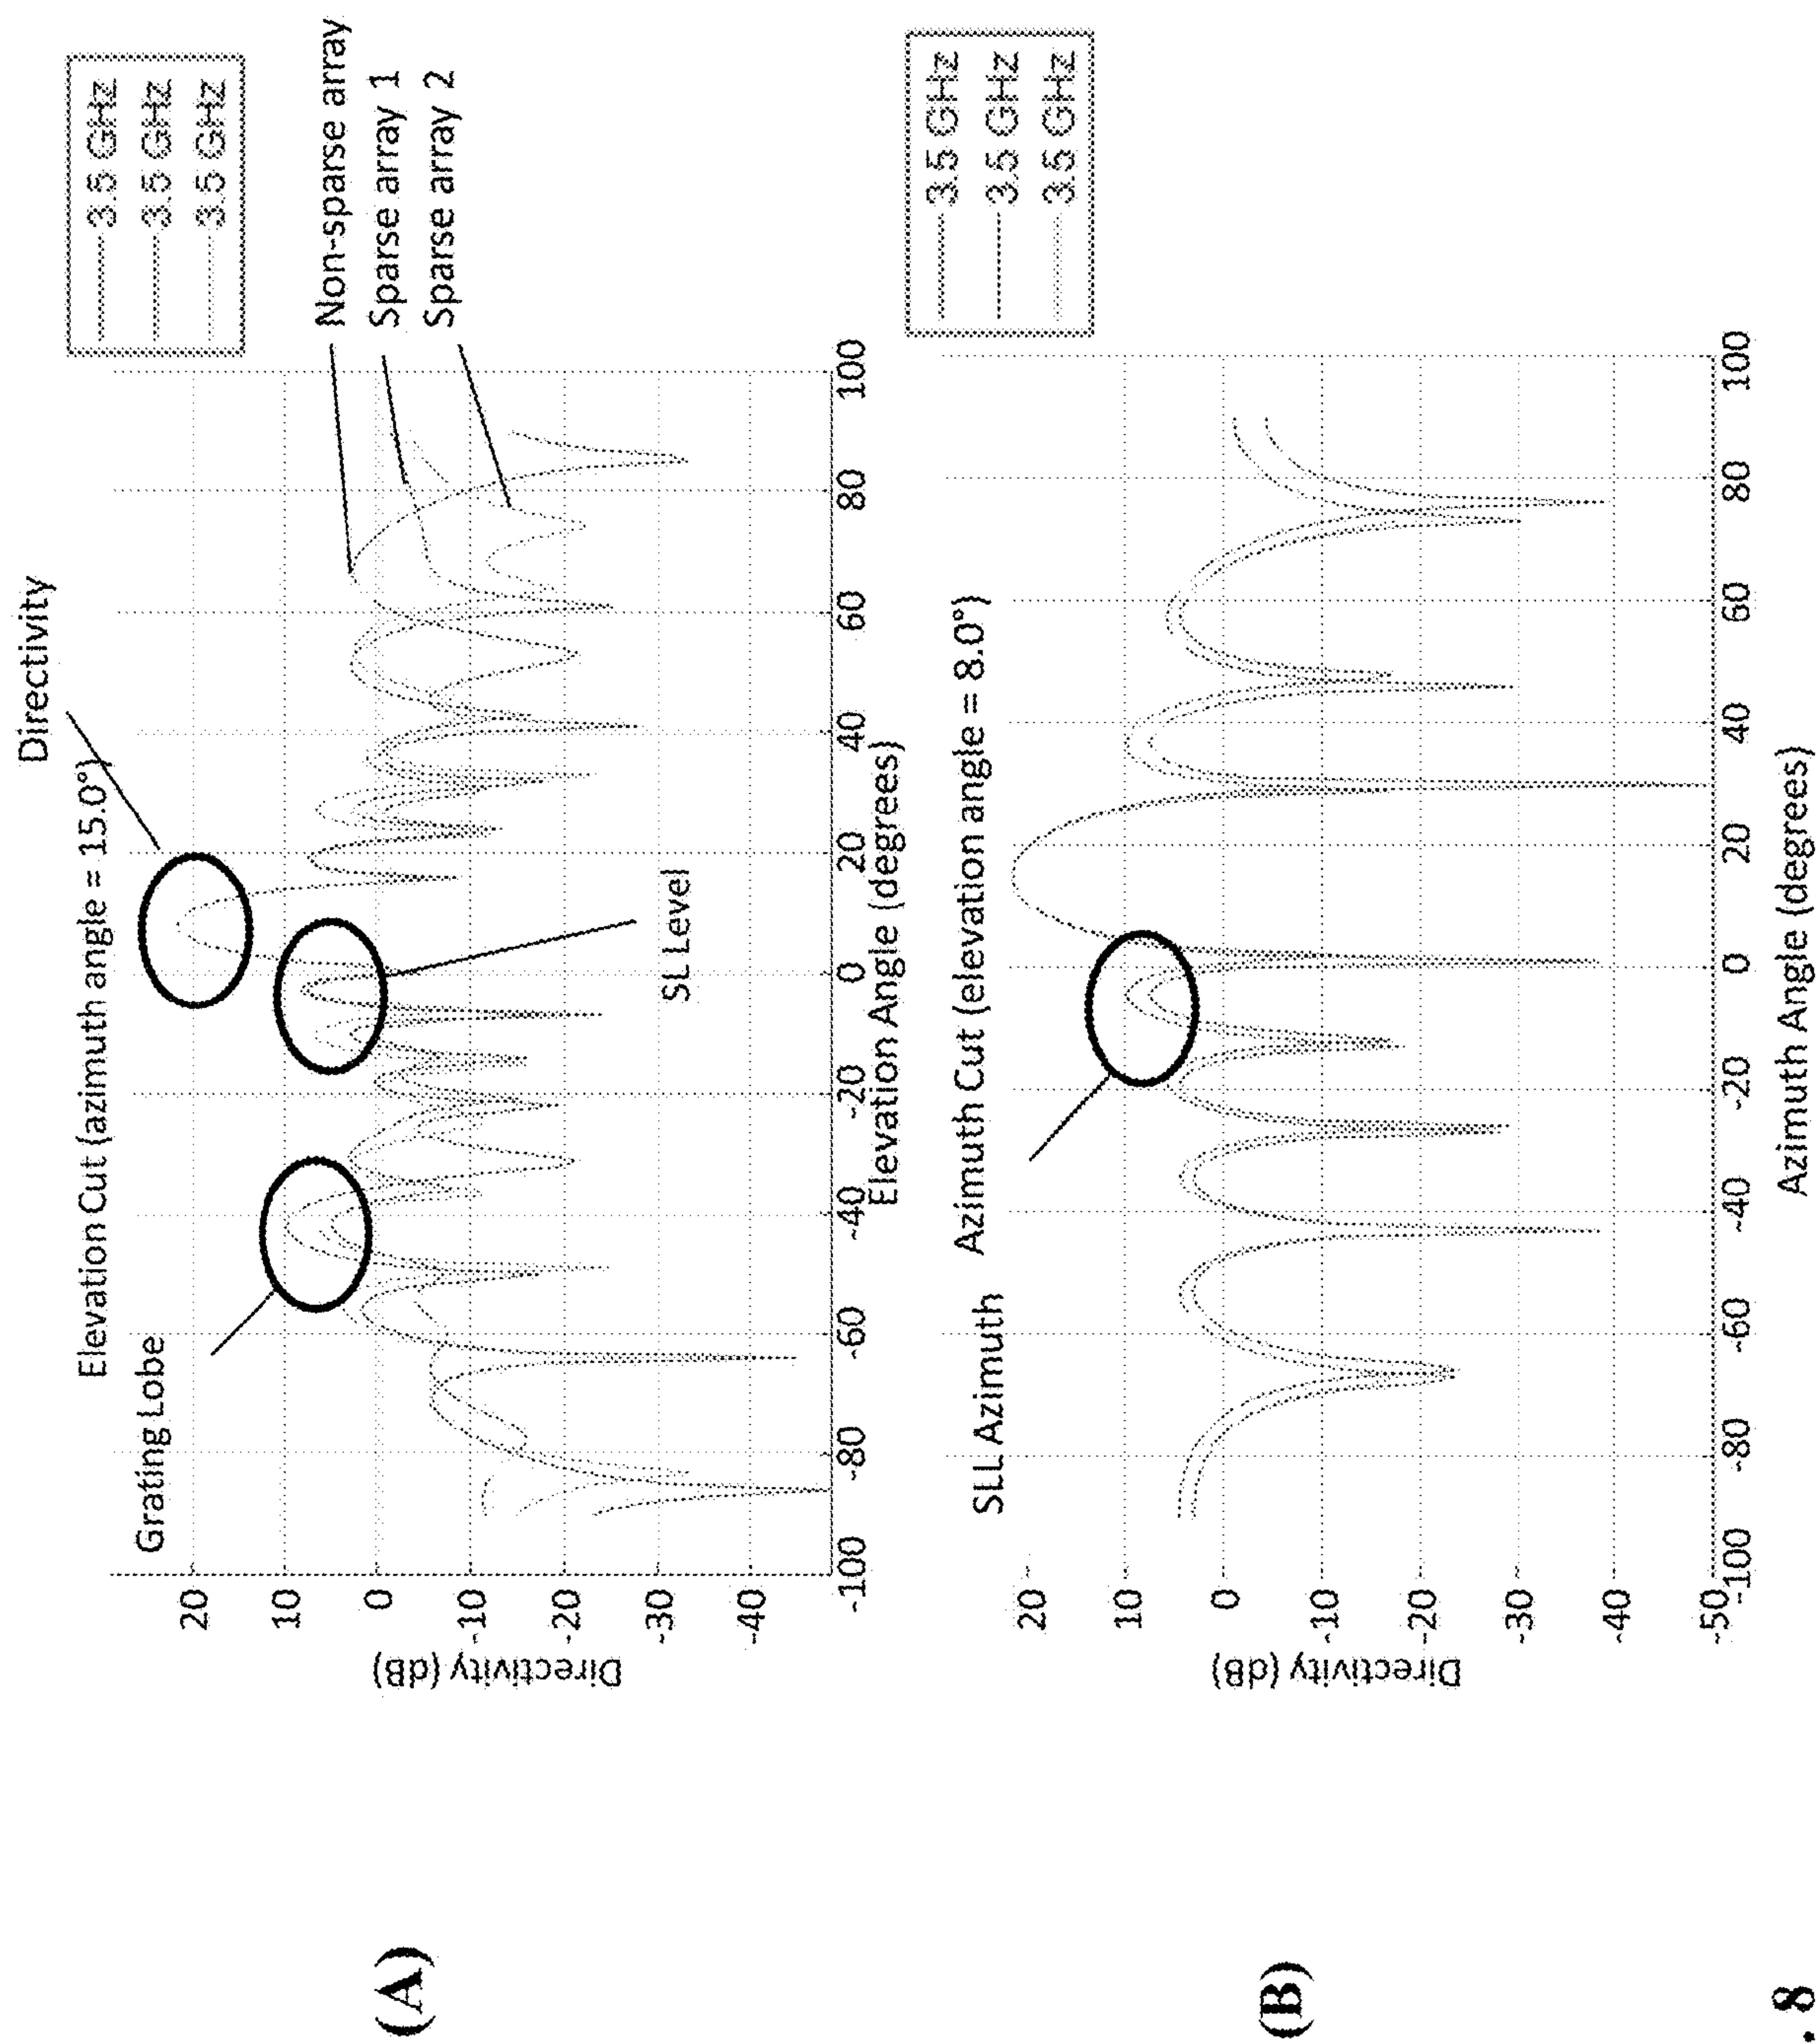 (A)
Directivity
Elevation Cut (azimuth angle = 15.0°)
Grating Lobe
3.5 GHz
3.5 GHz
3.5 GHz
Non-sparse array
Sparse array 1
Sparse array 2
SL Level
Directivity (dB)
20
10
0
-10
-20
-30
-40
-100
-80
-60
-40
-20
0
20
40
60
80
100
Elevation Angle (degrees)
(B)
SLL Azimuth
Azimuth Cut (elevation angle = 8.0°)
3.5 GHz
3.5 GHz
3.5 GHz
Directivity (dB)
20
10
0
-10
-20
-30
-40
-50
-100
-80
-60
-40
-20
0
20
40
60
80
100
Azimuth Angle (degrees)
. 8